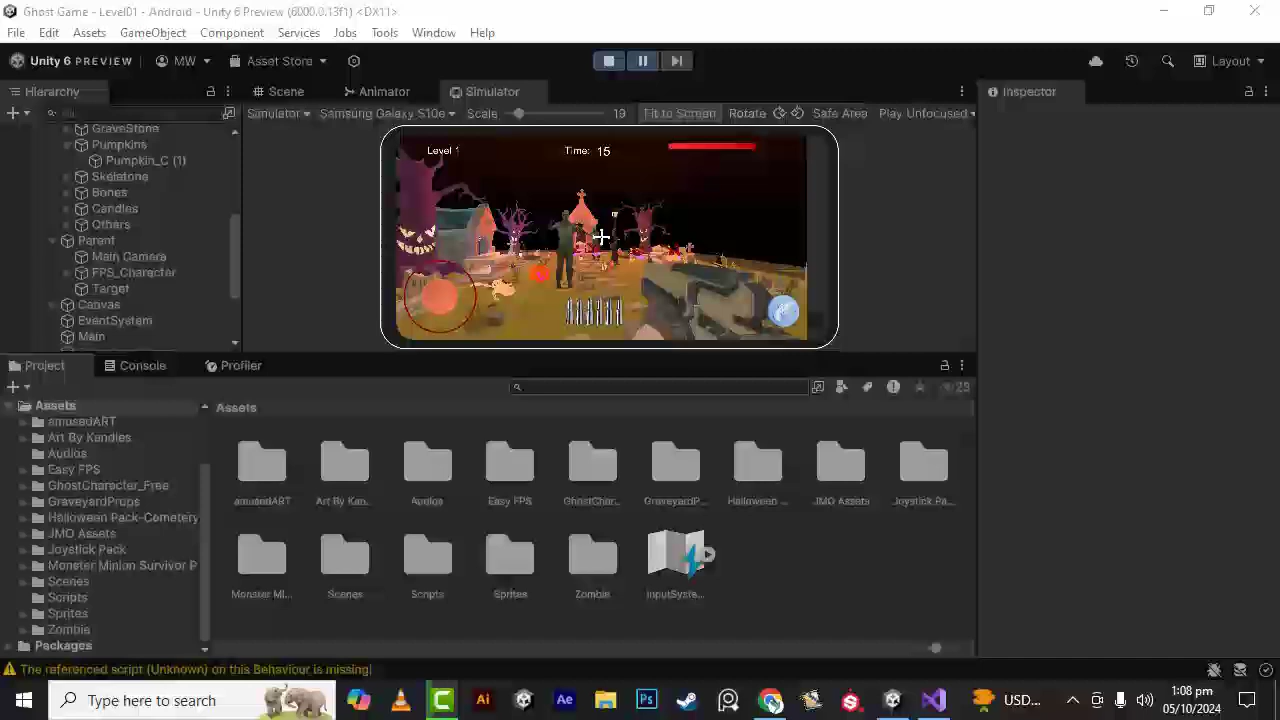 Ghost Game - Level01 - Android - Unity 6 Preview (6000.0.13f1) <DX11>
File Edit Assets GameObject Component Services Jobs Tools Window Help
Unity 6 PREVIEW MW Asset Store Layout
Hierarchy Scene Animator Simulator Inspector
All Simulator Samsung Galaxy S10e Scale 19 Fit to Screen Rotate Safe Area Play Unfocused
GraveStone
Pumpkins
Pumpkin_C (1)
Skeletons
Bones
Candles
Others
Parent
Main Camera
FPS_Character
Target
Canvas
EventSystem
Main
Level 1 Time: 15
Project Console Profiler
29
Assets
amusedART
Art By Kandles
Audios
Easy FPS
GhostCharacter_Free
GraveyardProps
Halloween Pack-Cemetery
JMO Assets
Joystick Pack
Monster Minion Survivor P
Scenes
Scripts
Sprites
Zombie
Packages
Assets
amusedART Art By Kan... Audios Easy FPS GhostChar... GraveyardP... Halloween ... JMO Assets Joystick Pa...
Monster Mi... Scenes Scripts Sprites Zombie InputSyste...
The referenced script (Unknown) on this Behaviour is missing!
Type here to search
Ai Ae Ps
USD...
1:08 pm
05/10/2024